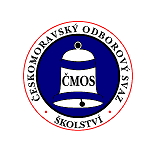 ČESKOMORAVSKÝ ODBOROVÝ SVAZ
ČMOS
• ŠKOLSTVÍ •